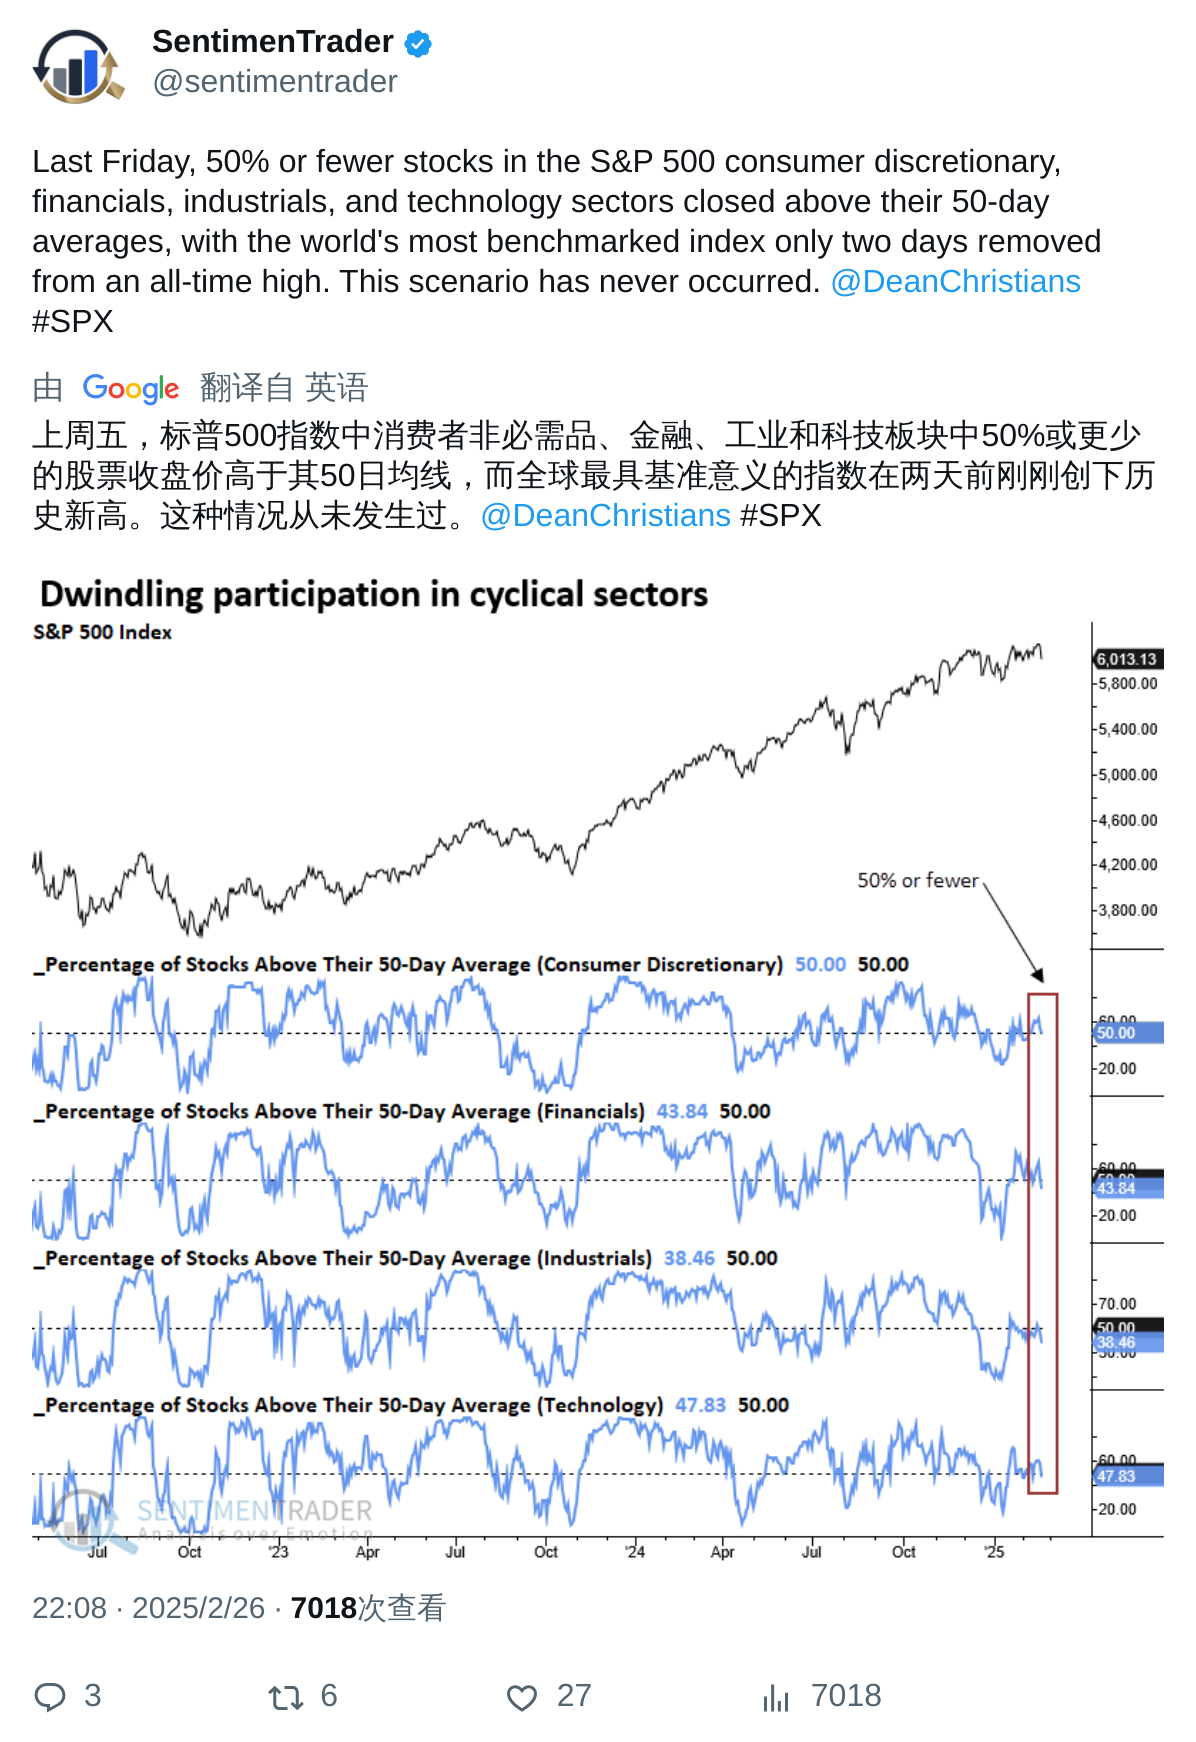 SentimenTrader
@sentimentrader
Last Friday, 50% or fewer stocks in the S&P 500 consumer discretionary,
financials, industrials, and technology sectors closed above their 50-day
averages, with the world's most benchmarked index only two days removed
from an all-time high. This scenario has never occurred. @DeanChristians
#SPX
由 Google 翻译自 英语
上周五，标普500指数中消费者非必需品、金融、工业和科技板块中50%或更少
的股票收盘价高于其50日均线，而全球最具基准意义的指数在两天前刚刚创下历
史新高。这种情况从未发生过。@DeanChristians #SPX
Dwindling participation in cyclical sectors
S&P 500 Index
6,013.13
5,800.00
5,400.00
5,000.00
4,600.00
4,200.00
50% or fewer
3,800.00
_Percentage of Stocks Above Their 50-Day Average (Consumer Discretionary) 50.00 50.00
60.00
50.00
20.00
_Percentage of Stocks Above Their 50-Day Average (Financials) 43.84 50.00
60.00
43.84
20.00
_Percentage of Stocks Above Their 50-Day Average (Industrials) 38.46 50.00
70.00
50.00
38.46
30.00
_Percentage of Stocks Above Their 50-Day Average (Technology) 47.83 50.00
60.00
47.83
20.00
SENTIMENTRADER
Analysis over Emotion
Jul Oct '23 Apr Jul Oct '24 Apr Jul Oct '25
22:08 · 2025/2/26 · 7018次查看
3 6 27 7018